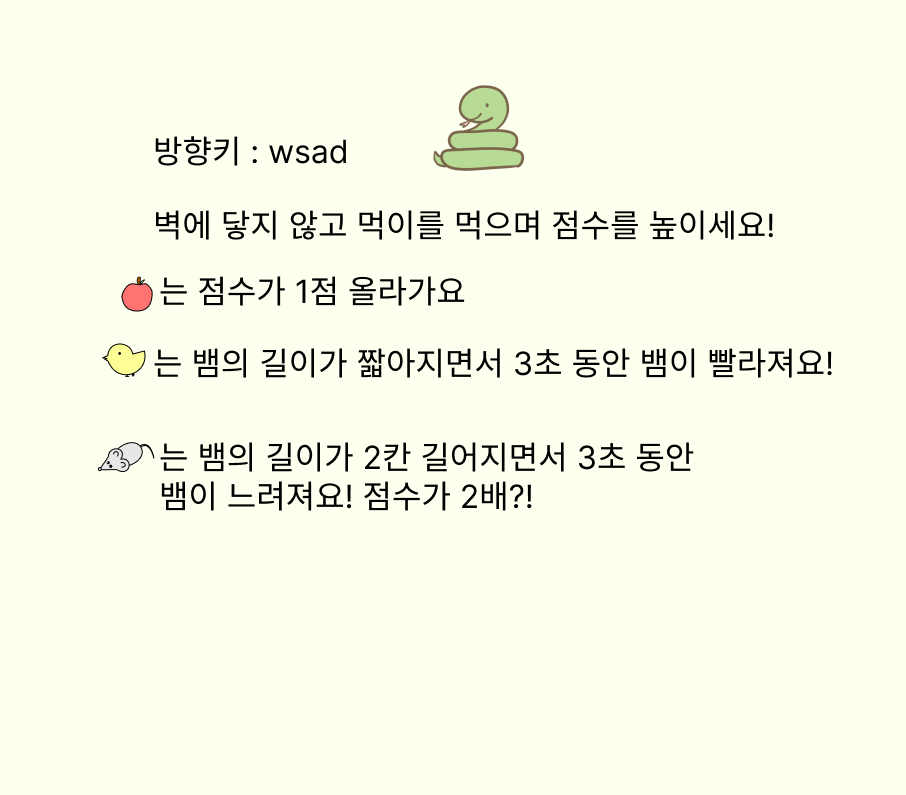 방향키 : wsad
벽에 닿지 않고 먹이를 먹으며 점수를 높이세요!
는 점수가 1점 올라가요
는 뱀의 길이가 짧아지면서 3초 동안 뱀이 빨라져요!
는 뱀의 길이가 2칸 길어지면서 3초 동안
뱀이 느려져요! 점수가 2배?!